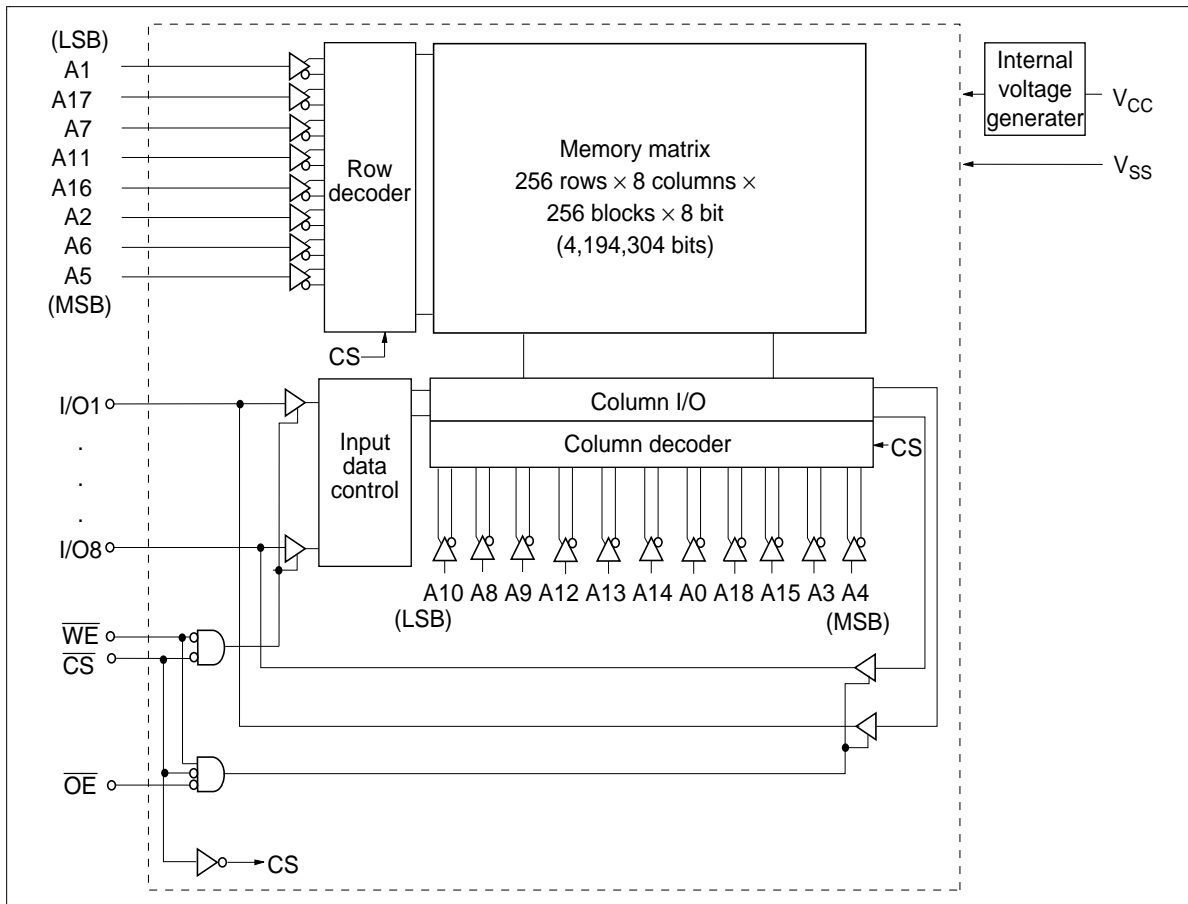 (LSB)
A1
A17
A7
A11
A16
A2
A6
A5
(MSB)
Row
decoder
CS
Memory matrix
256 rows × 8 columns ×
256 blocks × 8 bit
(4,194,304 bits)
Internal
voltage
generater
VCC
VSS
I/O1
.
.
.
.
I/O8
Input
data
control
Column I/O
Column decoder
CS
A10 A8 A9 A12 A13 A14 A0 A18 A15 A3 A4
(LSB) (MSB)
WE
CS
OE
CS